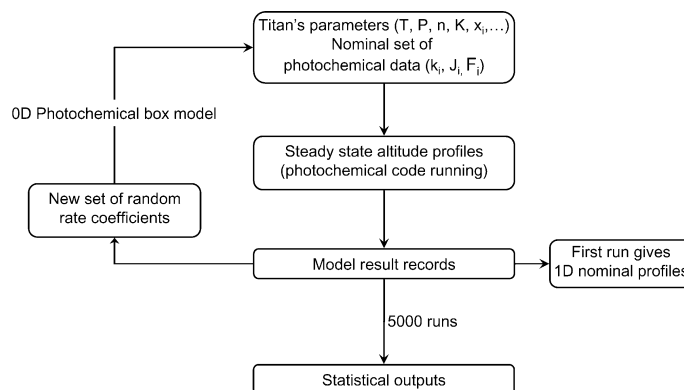 Titan's parameters (T, P, n, K, xi,...)
Nominal set of
photochemical data (ki, Ji, Fi)
0D Photochemical box model
Steady state altitude profiles
(photochemical code running)
New set of random
rate coefficients
Model result records
First run gives
1D nominal profiles
5000 runs
Statistical outputs